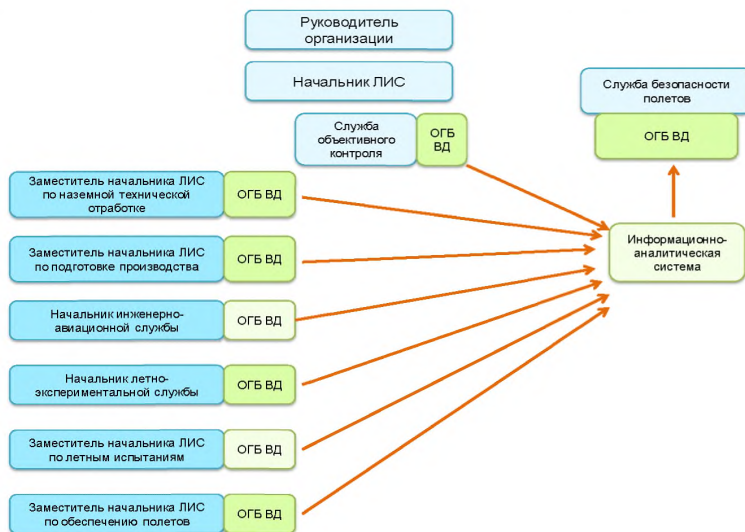 Руководитель
организации
Начальник ЛИС
Служба
объективного
контроля
ОГБ
ВД
Служба безопасности
полетов
ОГБ ВД
Заместитель начальника ЛИС
по наземной технической
отработке
ОГБ ВД
Заместитель начальника ЛИС
по подготовке производства
ОГБ ВД
Информационно-
аналитическая
система
Начальник инженерно-
авиационной службы
ОГБ ВД
Начальник летно-
экспериментальной службы
ОГБ ВД
Заместитель начальника ЛИС
по летным испытаниям
ОГБ ВД
Заместитель начальника ЛИС
по обеспечению полетов
ОГБ ВД